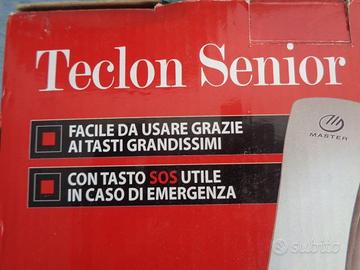 Teclon Senior
FACILE DA USARE GRAZIE
AI TASTI GRANDISSIMI
MASTER
CON TASTO SOS UTILE
IN CASO DI EMERGENZA
subito